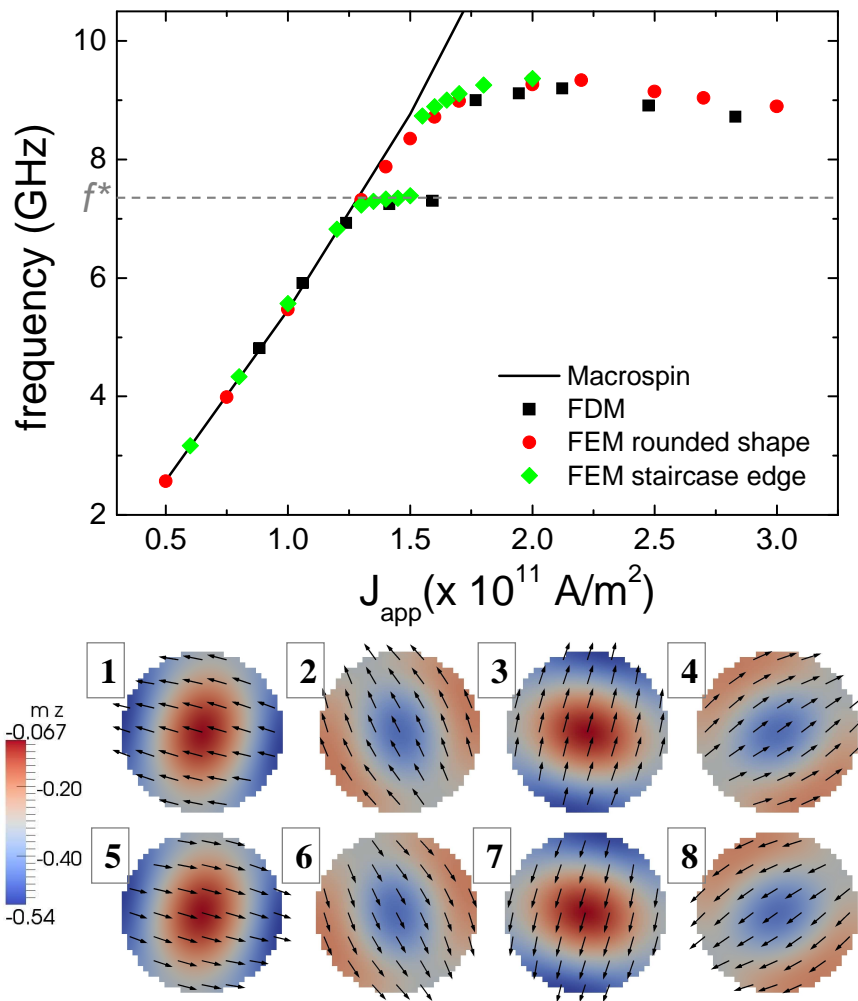 10
8
6
4
2
f*
frequency (GHz)
Macrospin
FDM
FEM rounded shape
FEM staircase edge
0.5 1.0 1.5 2.0 2.5 3.0
J_app(x 10^11 A/m^2)
1 2 3 4
m z
-0.067
-0.20
-0.40
-0.54
5 6 7 8